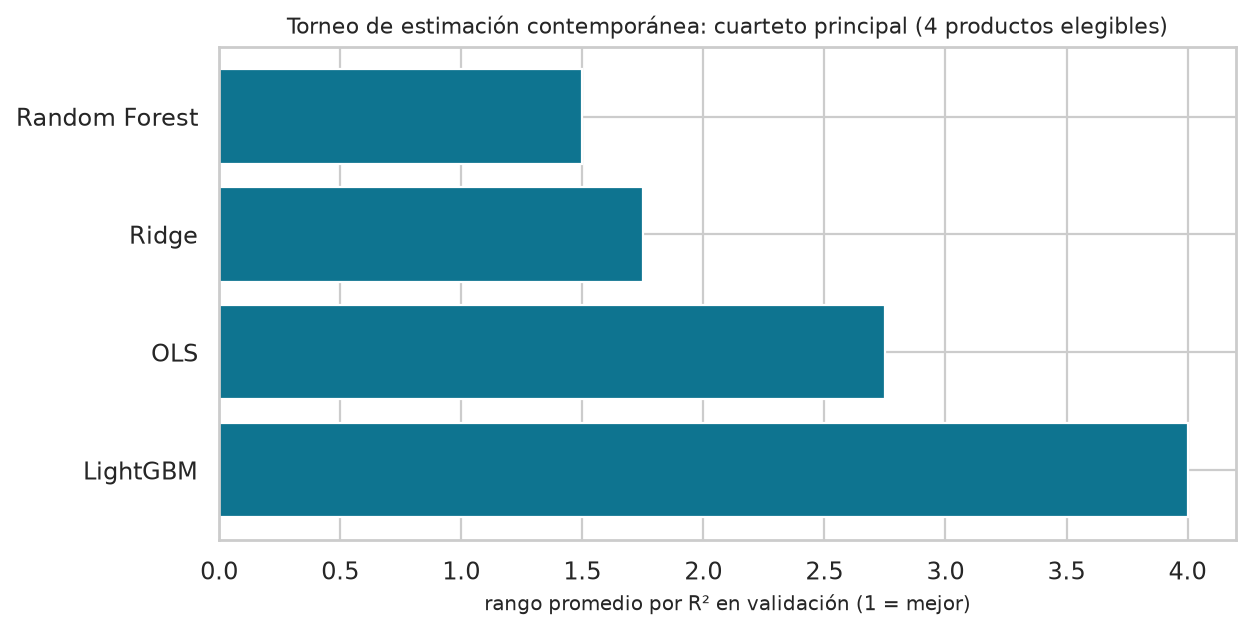 Torneo de estimación contemporánea: cuarteto principal (4 productos elegibles)
Random Forest
Ridge
OLS
LightGBM
0.0 0.5 1.0 1.5 2.0 2.5 3.0 3.5 4.0
rango promedio por R² en validación (1 = mejor)